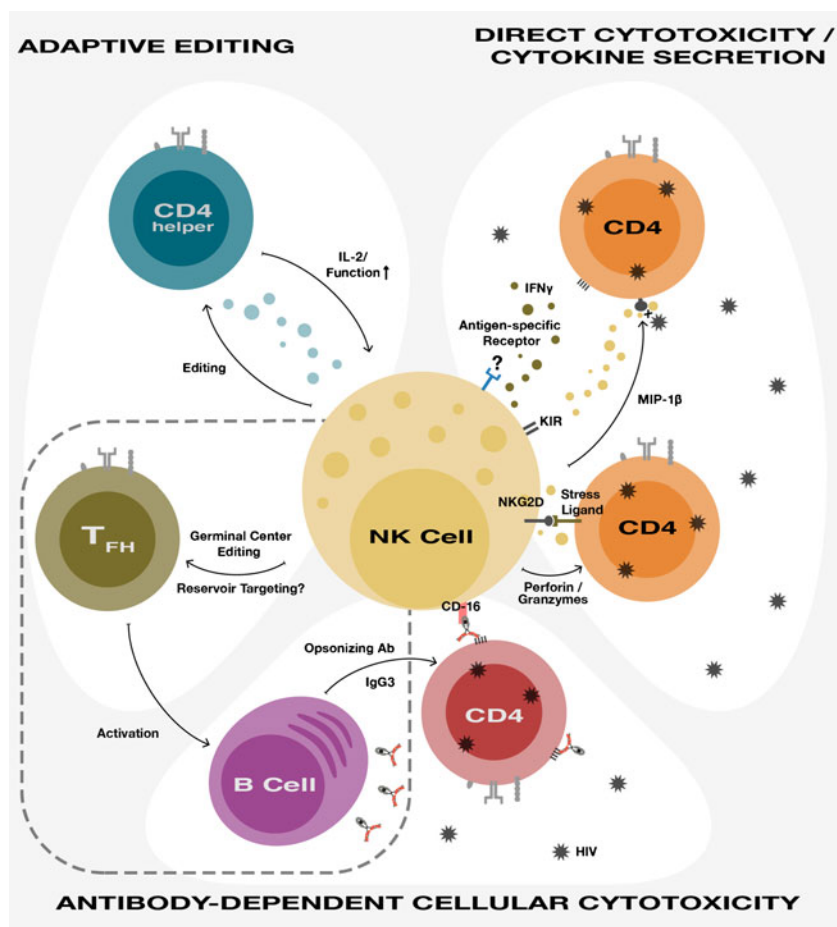 ADAPTIVE EDITING
DIRECT CYTOTOXICITY /
CYTOKINE SECRETION
CD4
helper
IL-2/
Function↑
Editing
CD4
IFNγ
Antigen-specific
Receptor
?
KIR
+
MIP-1β
NKG2D
Stress
Ligand
CD4
Perforin /
Granzymes
NK Cell
TFH
Germinal Center
Editing
Reservoir Targeting?
CD-16
Opsonizing Ab
IgG3
CD4
Activation
B Cell
HIV
ANTIBODY-DEPENDENT CELLULAR CYTOTOXICITY